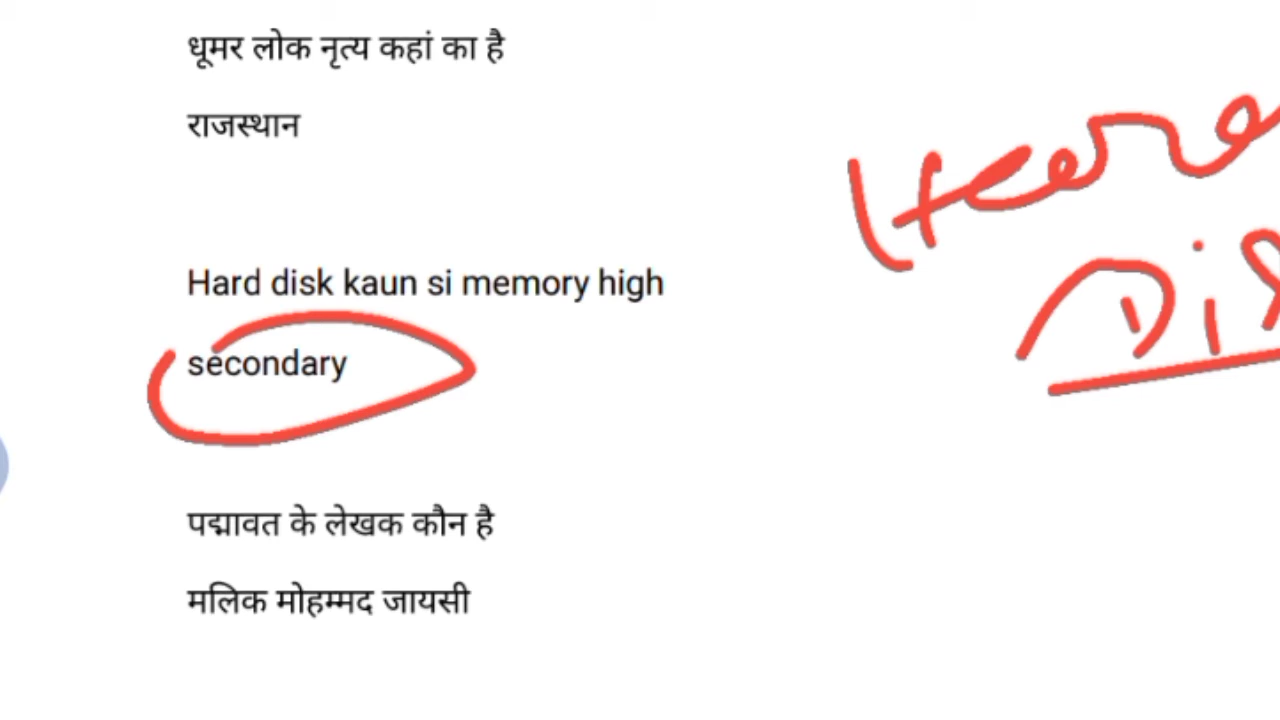 धूमर लोक नृत्य कहां का है
राजस्थान
Hard disk kaun si memory high
secondary
पद्मावत के लेखक कौन है
मलिक मोहम्मद जायसी